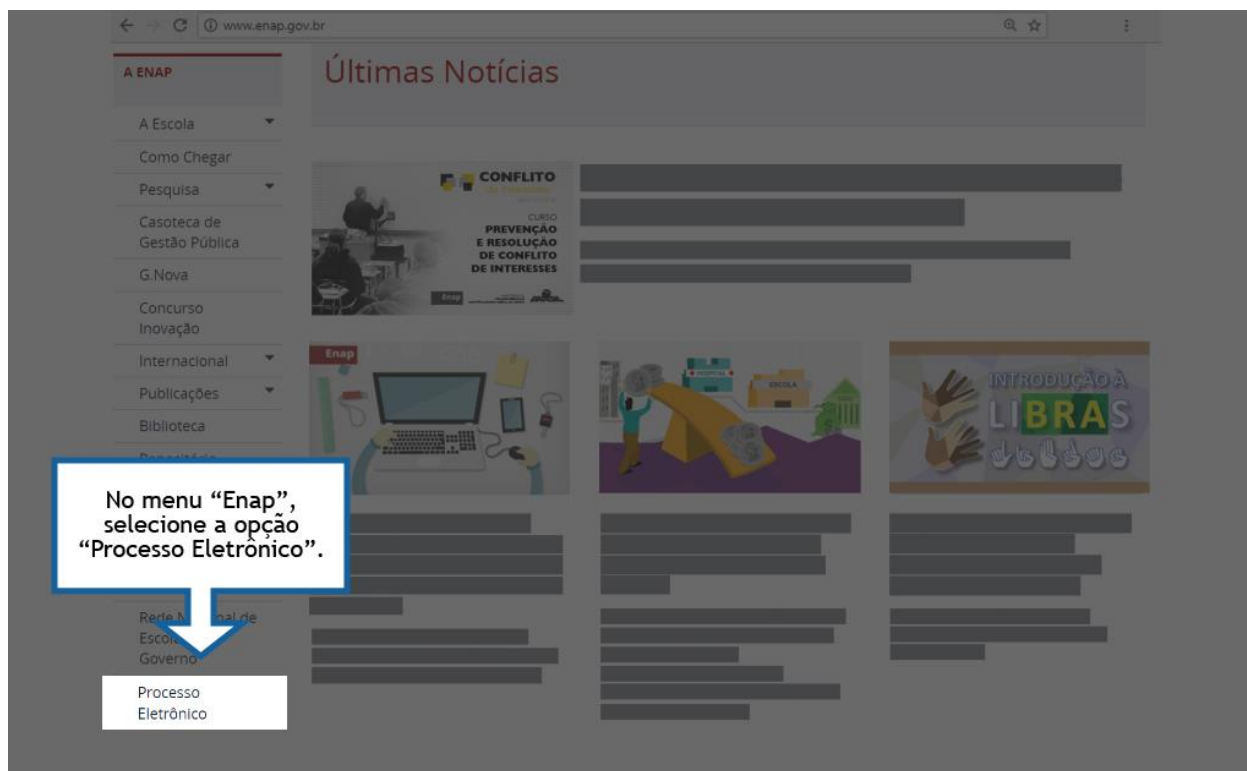 www.enap.gov.br
A ENAP
Últimas Notícias
A Escola
Como Chegar
Pesquisa
Casoteca de
Gestão Pública
G.Nova
Concurso
Inovação
Internacional
Publicações
Biblioteca
CONFLITO
CURSO
PREVENÇÃO
E RESOLUÇÃO
DE CONFLITO
DE INTERESSES
Enap
Enap
HOSPITAL
ESCOLA
INTRODUÇÃO À
LIBRAS
No menu “Enap”,
selecione a opção
“Processo Eletrônico”.
Rede de
Governo
Processo
Eletrônico